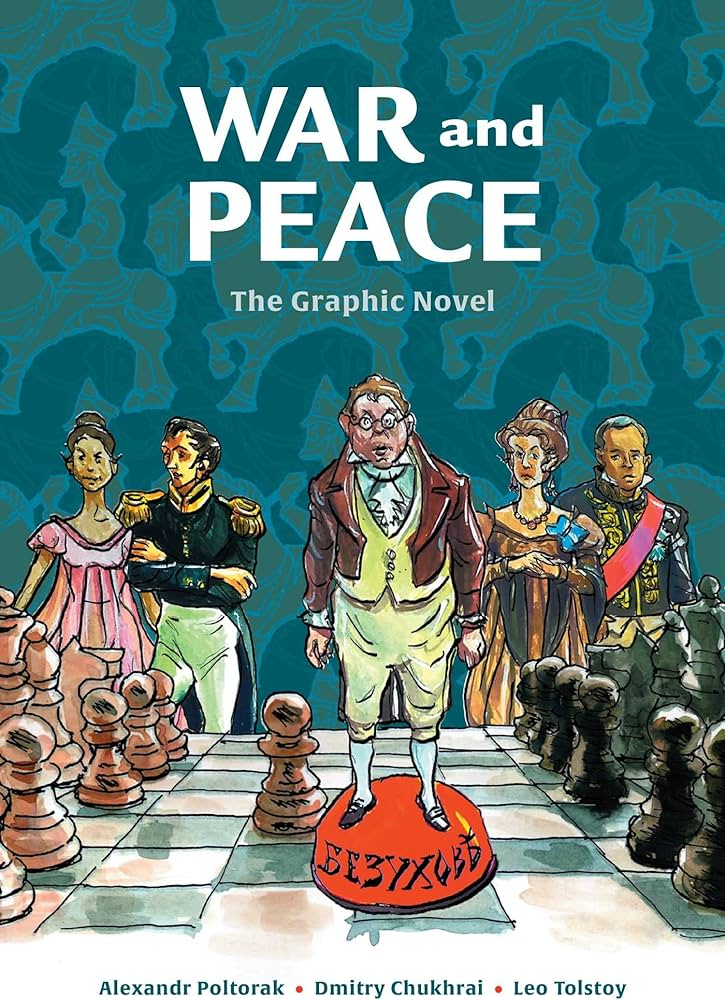 WAR and
PEACE
The Graphic Novel
БЕЗУХОВЪ
Alexandr Poltorak • Dmitry Chukhrai • Leo Tolstoy